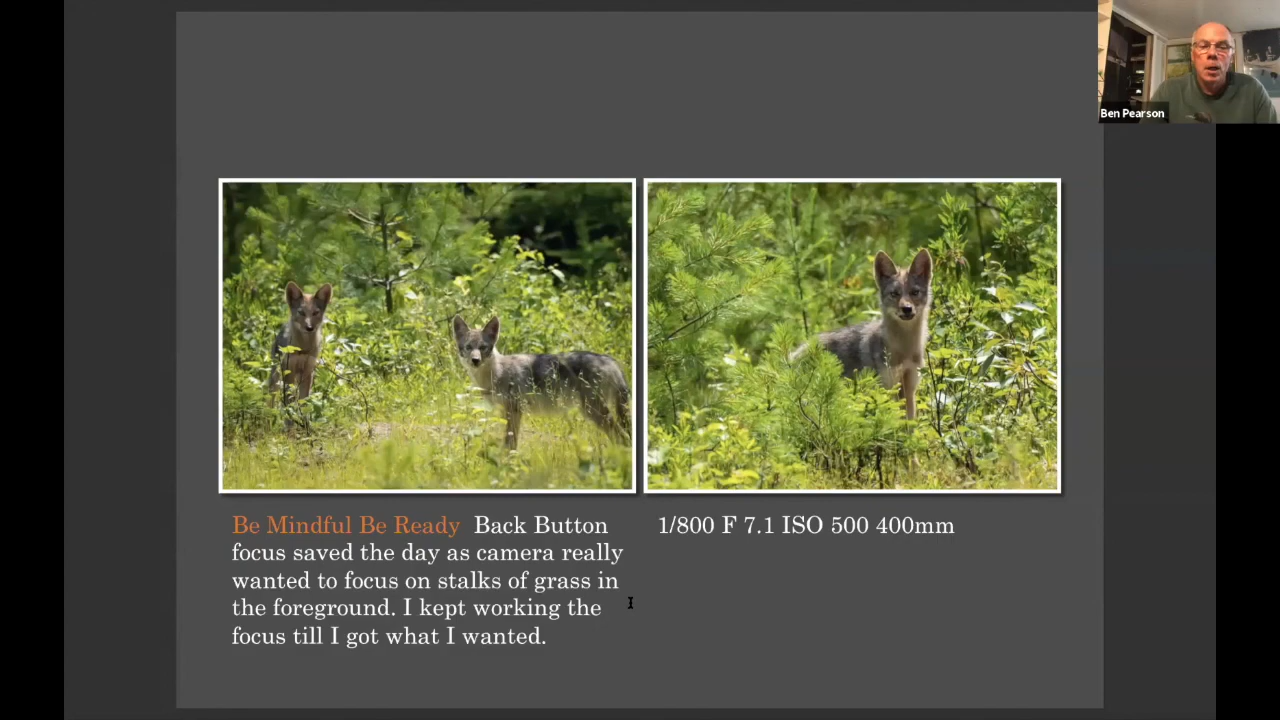 Ben Pearson
Be Mindful Be Ready Back Button
focus saved the day as camera really
wanted to focus on stalks of grass in
the foreground. I kept working the
focus till I got what I wanted.
1/800 F 7.1 ISO 500 400mm